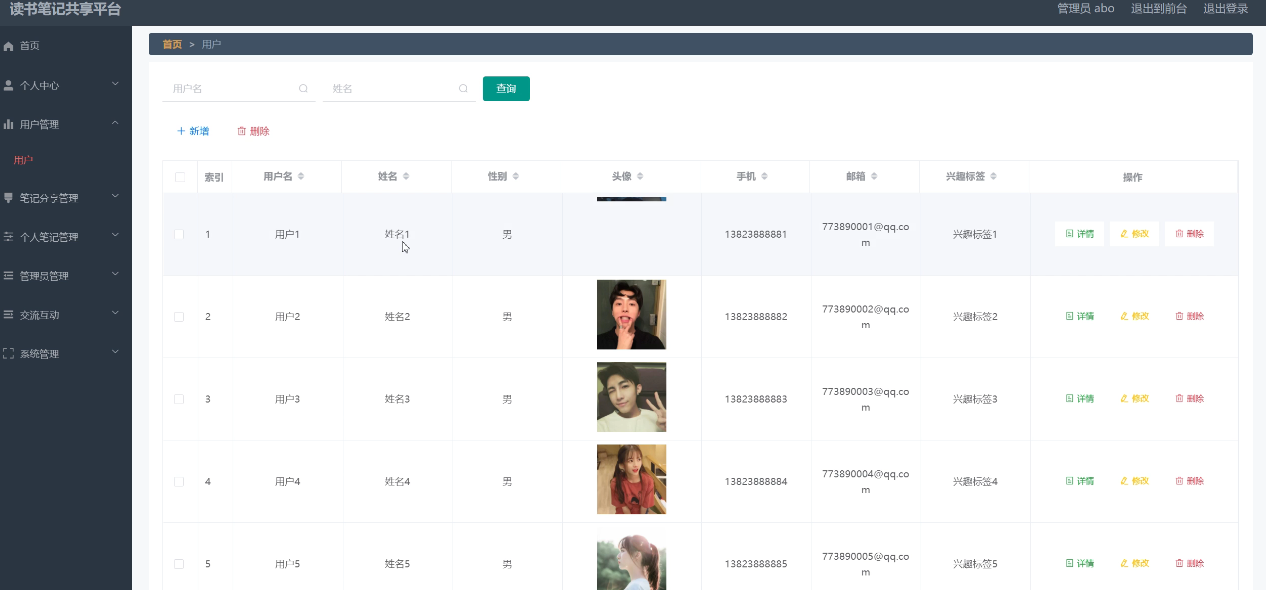 读书笔记共享平台
管理员 abo 退出到前台 退出登录
首页
个人中心
用户管理
用户
笔记分享管理
个人笔记管理
管理员管理
交流互动
系统管理
首页 > 用户
用户名 姓名 查询
+ 新增 删除
索引 用户名 姓名 性别 头像 手机 邮箱 兴趣标签 操作
1 用户1 姓名1 男 13823888881 773890001@qq.co
m 兴趣标签1 详情 修改 删除
2 用户2 姓名2 男 13823888882 773890002@qq.co
m 兴趣标签2 详情 修改 删除
3 用户3 姓名3 男 13823888883 773890003@qq.co
m 兴趣标签3 详情 修改 删除
4 用户4 姓名4 男 13823888884 773890004@qq.co
m 兴趣标签4 详情 修改 删除
5 用户5 姓名5 男 13823888885 773890005@qq.co
m 兴趣标签5 详情 修改 删除